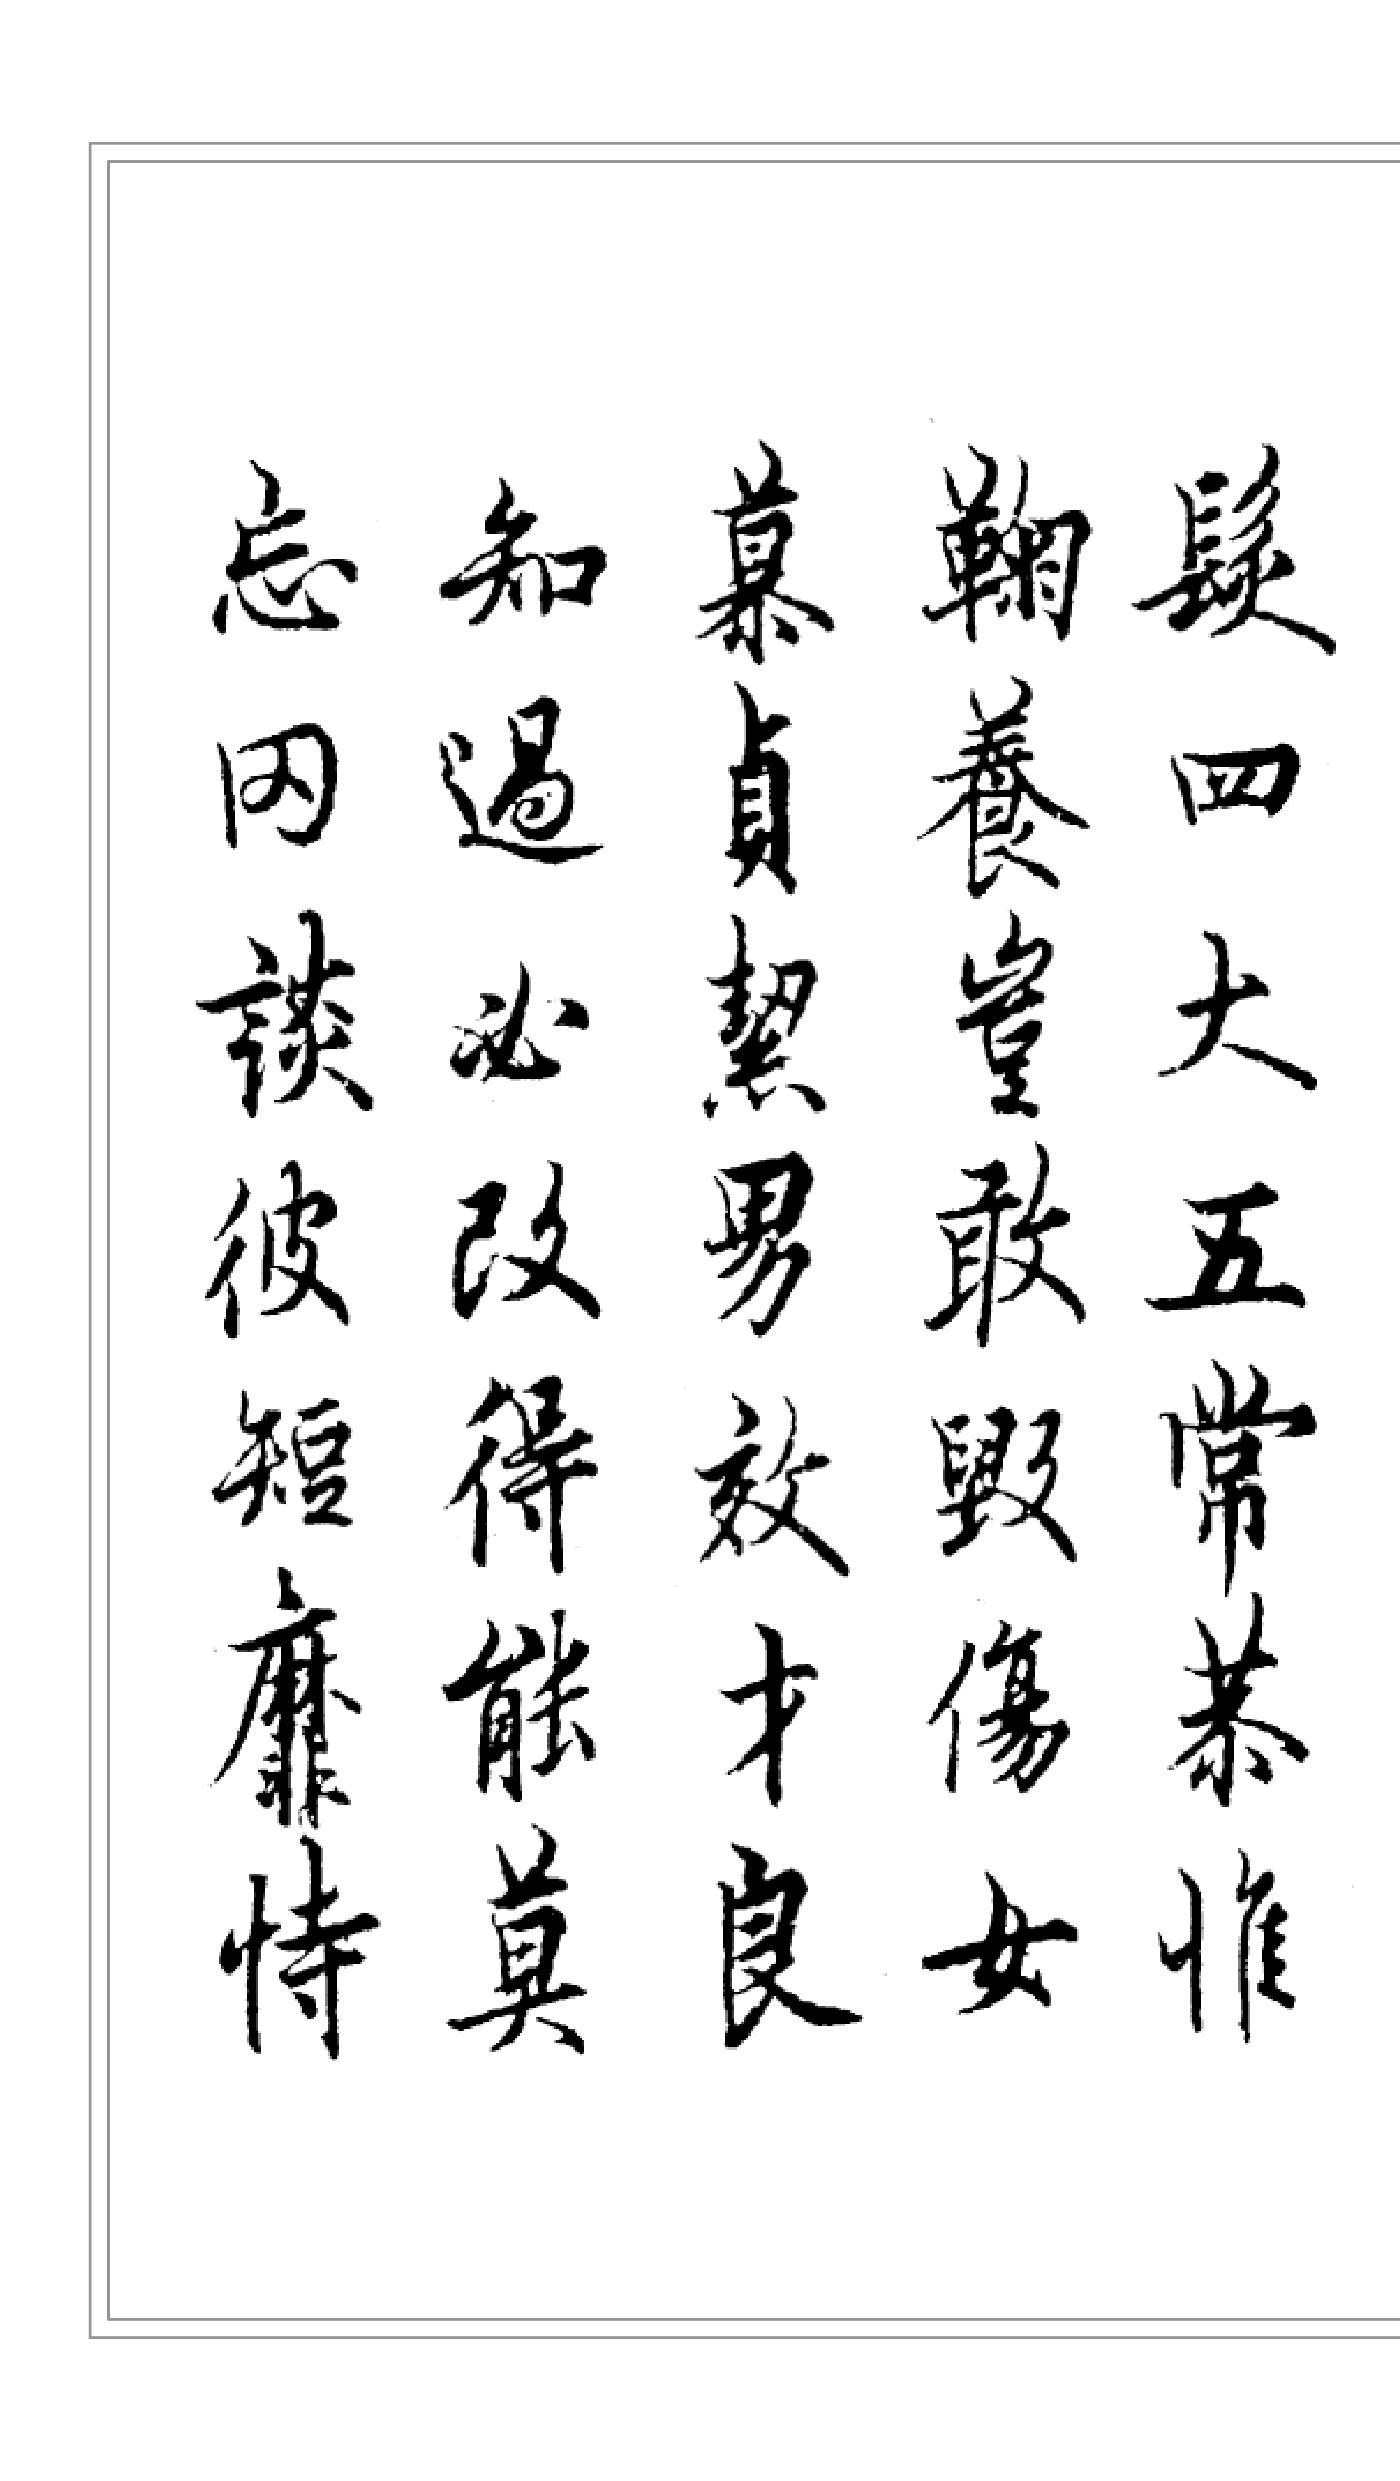 髮四大五常恭惟
鞠養豈敢毀傷女
慕貞絜男效才良
知過必改得能莫
忘罔談彼短靡恃